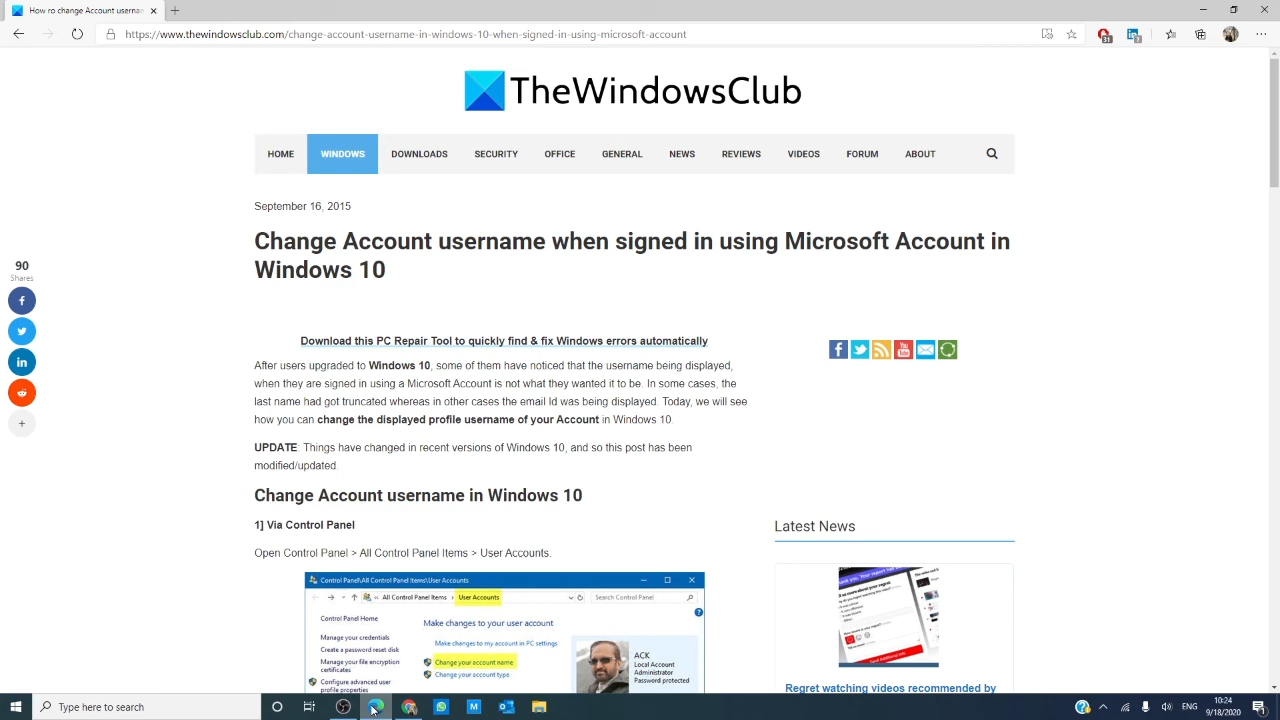 How ro change account usernam
https://www.thewindowsclub.com/change-account-username-in-windows-10-when-signed-in-using-microsoft-account
31
7
TheWindowsClub
HOME WINDOWS DOWNLOADS SECURITY OFFICE GENERAL NEWS REVIEWS VIDEOS FORUM ABOUT
September 16, 2015
Change Account username when signed in using Microsoft Account in
Windows 10
90
Shares
Download this PC Repair Tool to quickly find & fix Windows errors automatically
After users upgraded to Windows 10, some of them have noticed that the username being displayed,
when they are signed in using a Microsoft Account is not what they wanted it to be. In some cases, the
last name had got truncated whereas in other cases the email Id was being displayed. Today, we will see
how you can change the displayed profile username of your Account in Windows 10.
UPDATE: Things have changed in recent versions of Windows 10, and so this post has been
modified/updated.
Change Account username in Windows 10
1] Via Control Panel
Open Control Panel > All Control Panel Items > User Accounts.
Control Panel\All Control Panel Items\User Accounts
« All Control Panel Items › User Accounts
Search Control Panel
Control Panel Home
Manage your credentials
Create a password reset disk
Manage your file encryption
certificates
Configure advanced user
profile properties
Make changes to your user account
Make changes to my account in PC settings
Change your account name
Change your account type
ACK
Local Account
Administrator
Password protected
Latest News
Regret watching videos recommended by
Type here to search
ENG
10:24
9/18/2020